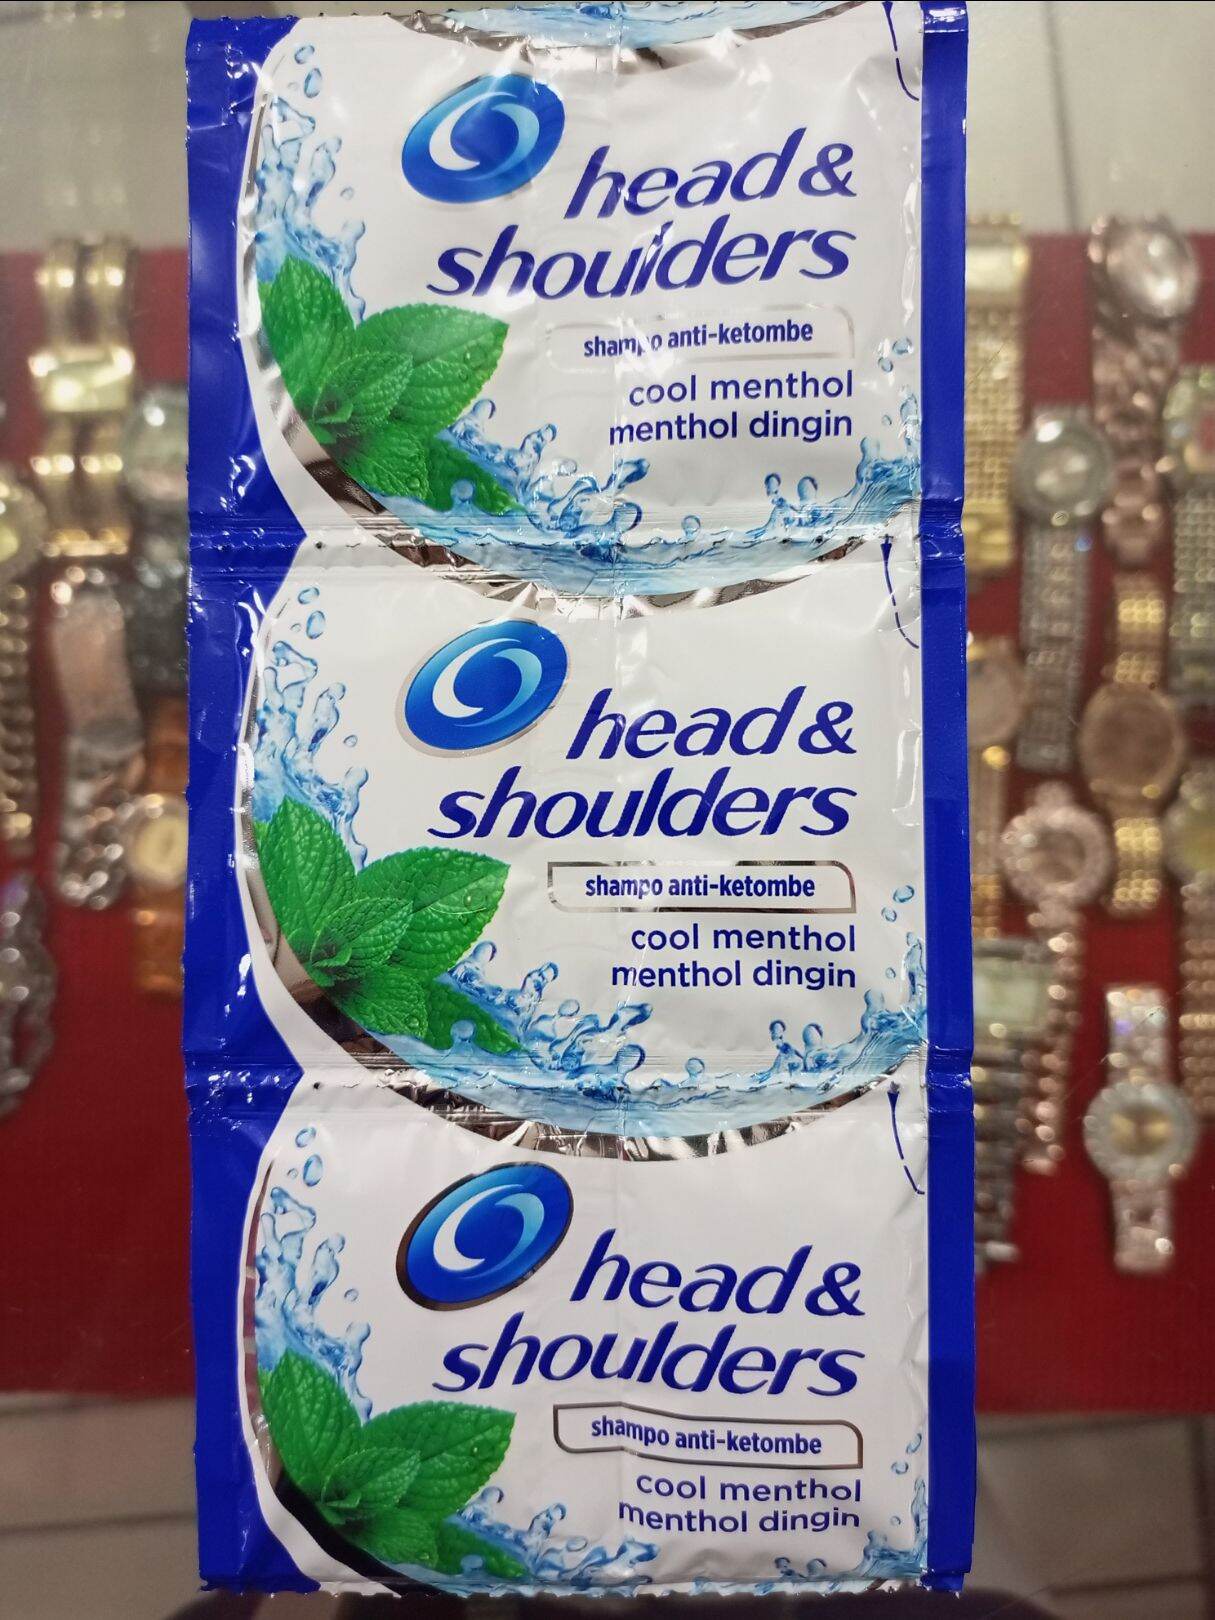 head &
shoulders
shampo anti-ketombe
cool menthol
menthol dingin
head &
shoulders
shampo anti-ketombe
cool menthol
menthol dingin
head &
shoulders
shampo anti-ketombe
cool menthol
menthol dingin